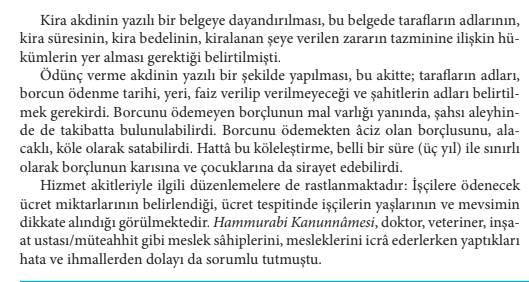 Kira akdinin yazılı bir belgeye dayandırılması, bu belgede tarafların adlarının,
kira süresinin, kira bedelinin, kiralanan şeye verilen zararın tazminine ilişkin hü-
kümlerin yer alması gerektiği belirtilmişti.
Ödünç verme akdinin yazılı bir şekilde yapılması, bu akitte; tarafların adları,
borcun ödenme tarihi, yeri, faiz verilip verilmeyeceği ve şahitlerin adları belirtil-
mek gerekirdi. Borcunu ödemeyen borçlunun mal varlığı yanında, şahsı aleyhin-
de de takibatta bulunulabilirdi. Borcunu ödemekten âciz olan borçlusunu, ala-
caklı, köle olarak satabilirdi. Hattâ bu köleleştirme, belli bir süre (üç yıl) ile sınırlı
olarak borçlunun karısına ve çocuklarına da sirayet edebilirdi.
Hizmet akitleriyle ilgili düzenlemelere de rastlanmaktadır: İşçilere ödenecek
ücret miktarlarının belirlendiği, ücret tespitinde işçilerin yaşlarının ve mevsimin
dikkate alındığı görülmektedir. Hammurabi Kanunnâmesi, doktor, veteriner, inşa-
at ustası/müteahhit gibi meslek sâhiplerini, mesleklerini icrâ ederlerken yaptıkları
hata ve ihmallerden dolayı da sorumlu tutmuştu.